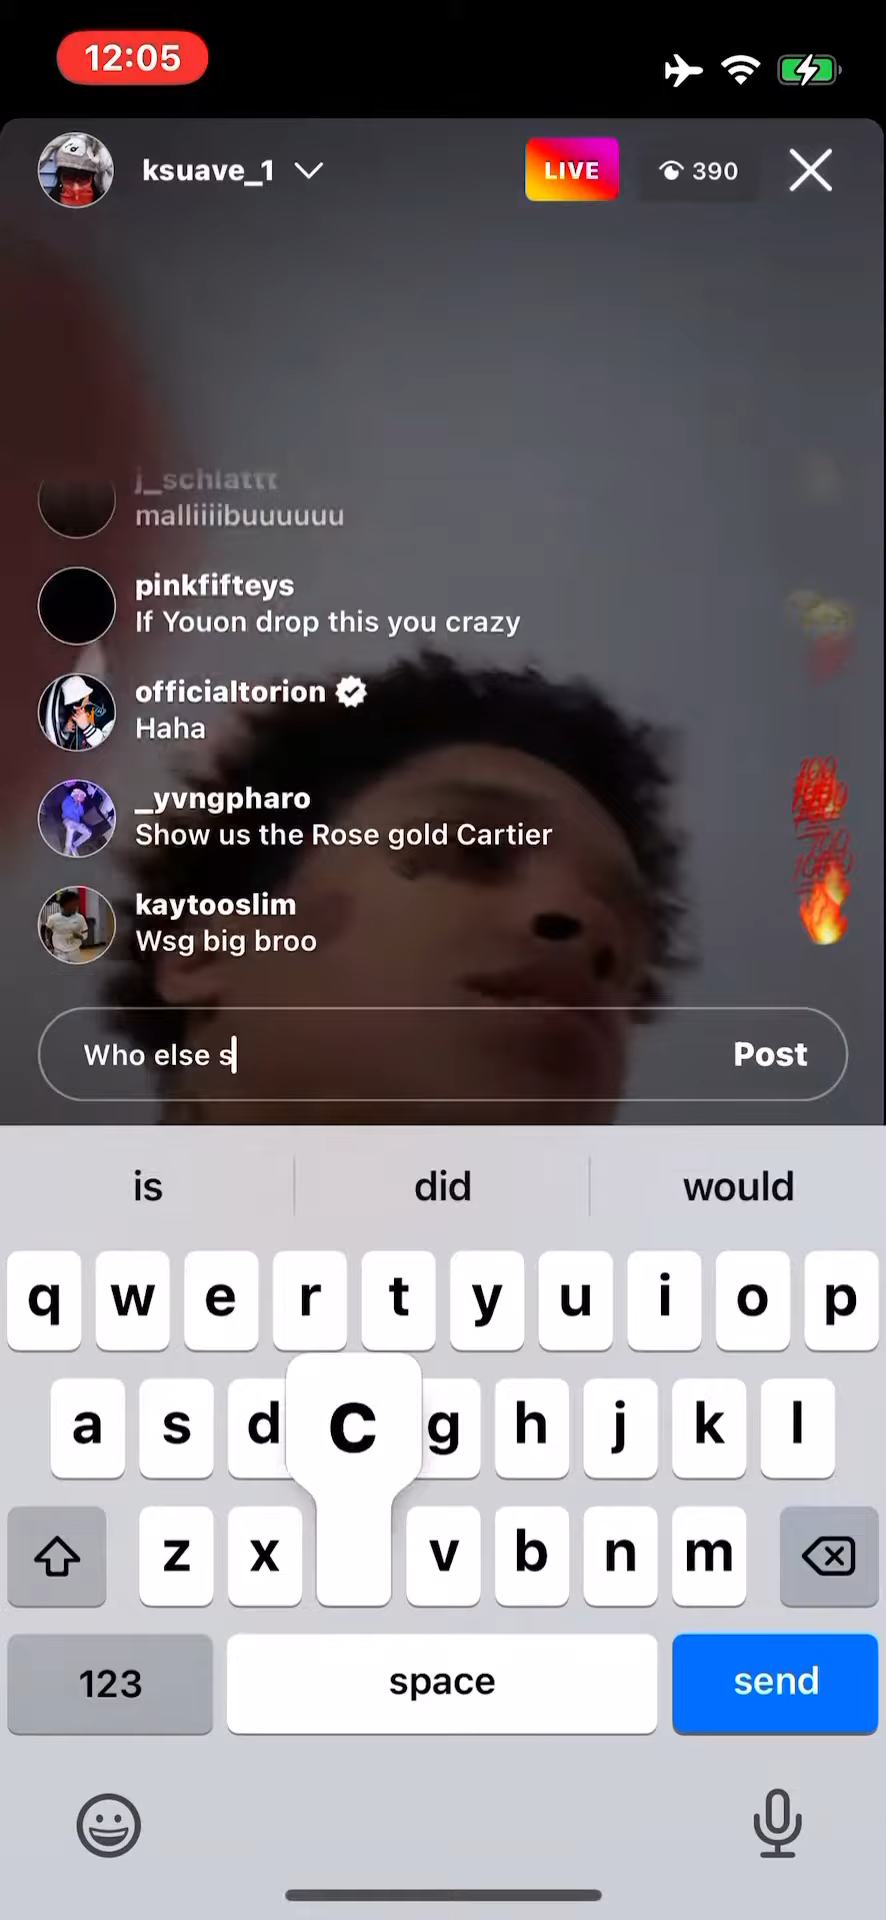 12:05
ksuave_1
LIVE
390
j_schlattt
malliiiibuuuuuu
pinkfifteys
If Youon drop this you crazy
officialtorion
Haha
_yvngpharo
Show us the Rose gold Cartier
kaytooslim
Wsg big broo
Who else s
Post
is did would
q w e r t y u i o p
a s d c g h j k l
z x v b n m
123 space send